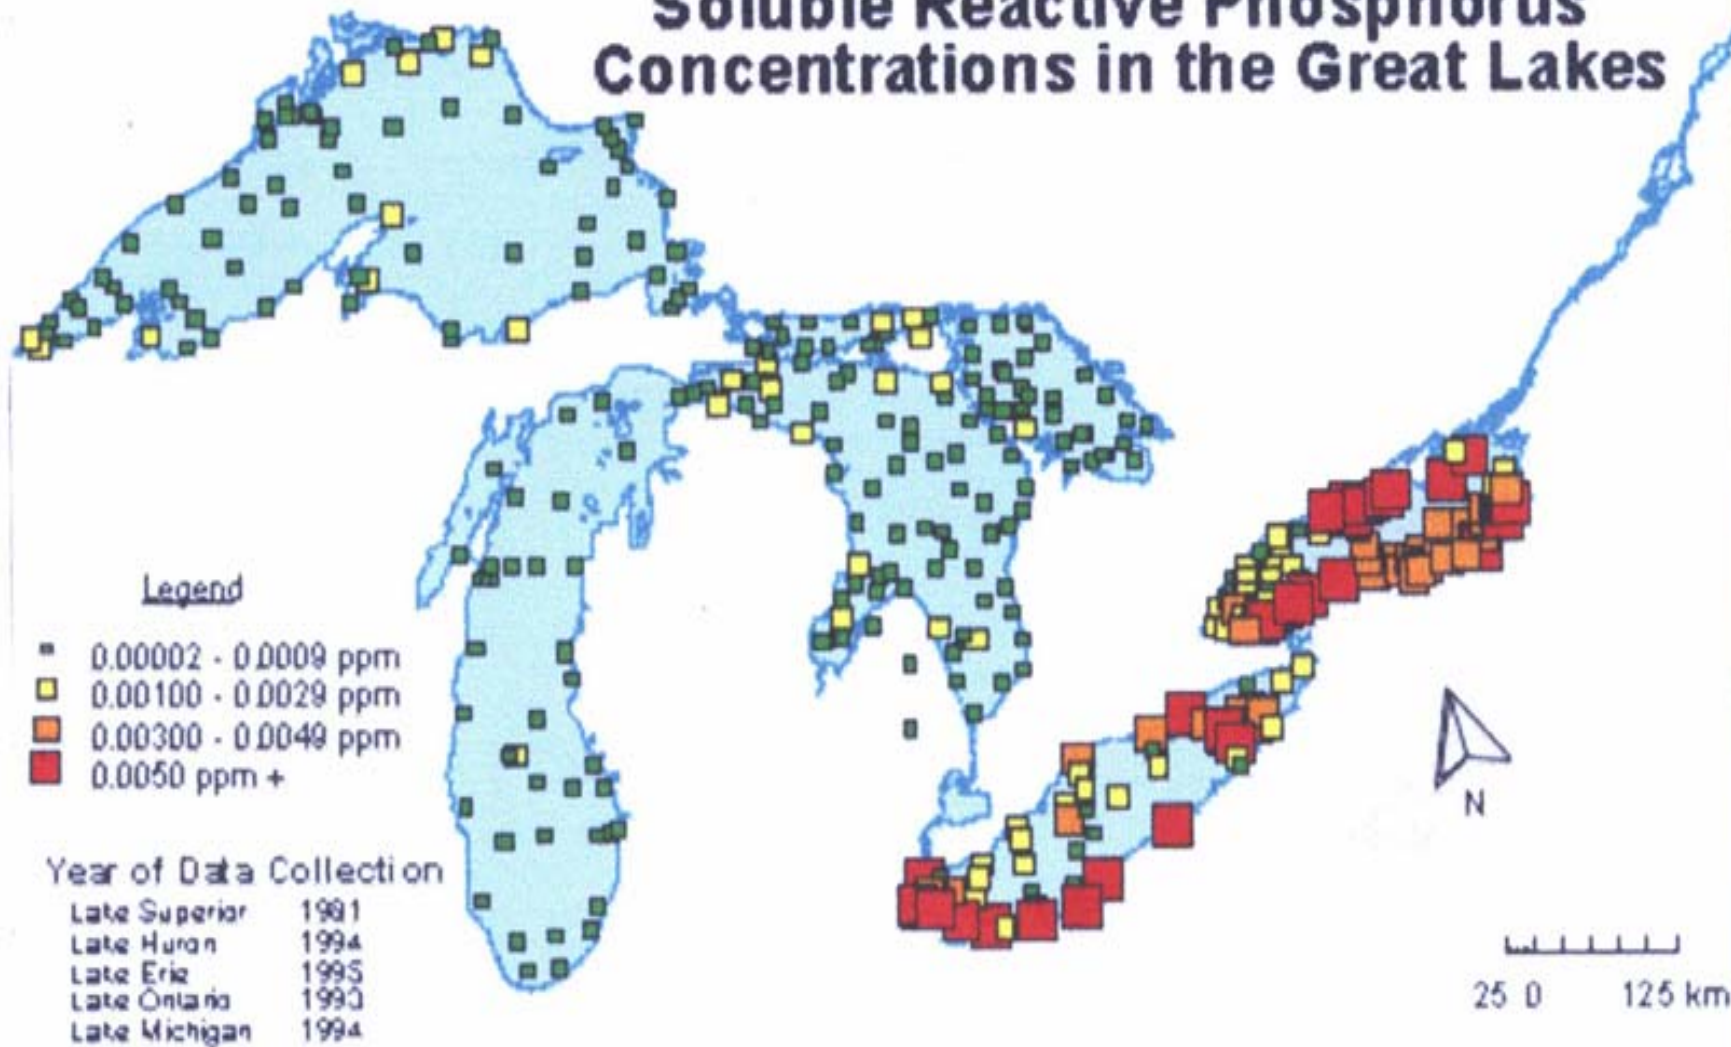 Soluble Reactive Phosphorus
Concentrations in the Great Lakes
Legend
0.00002 - 0.0009 ppm
0.00100 - 0.0029 ppm
0.00300 - 0.0049 ppm
0.0050 ppm +
Year of Data Collection
Lake Superior 1981
Lake Huron 1994
Lake Erie 1995
Lake Ontario 1993
Lake Michigan 1994
N
25 0 125 km